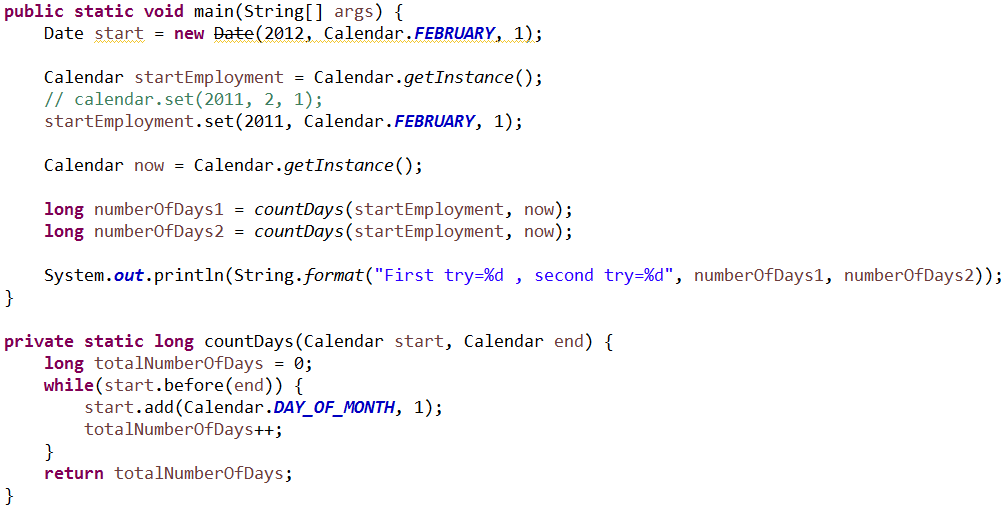 public static void main(String[] args) {
    Date start = new Date(2012, Calendar.FEBRUARY, 1);
    Calendar startEmployment = Calendar.getInstance();
    // calendar.set(2011, 2, 1);
    startEmployment.set(2011, Calendar.FEBRUARY, 1);
    Calendar now = Calendar.getInstance();
    long numberOfDays1 = countDays(startEmployment, now);
    long numberOfDays2 = countDays(startEmployment, now);
    System.out.println(String.format("First try=%d , second try=%d", numberOfDays1, numberOfDays2));
}
private static long countDays(Calendar start, Calendar end) {
    long totalNumberOfDays = 0;
    while(start.before(end)) {
        start.add(Calendar.DAY_OF_MONTH, 1);
        totalNumberOfDays++;
    }
    return totalNumberOfDays;
}